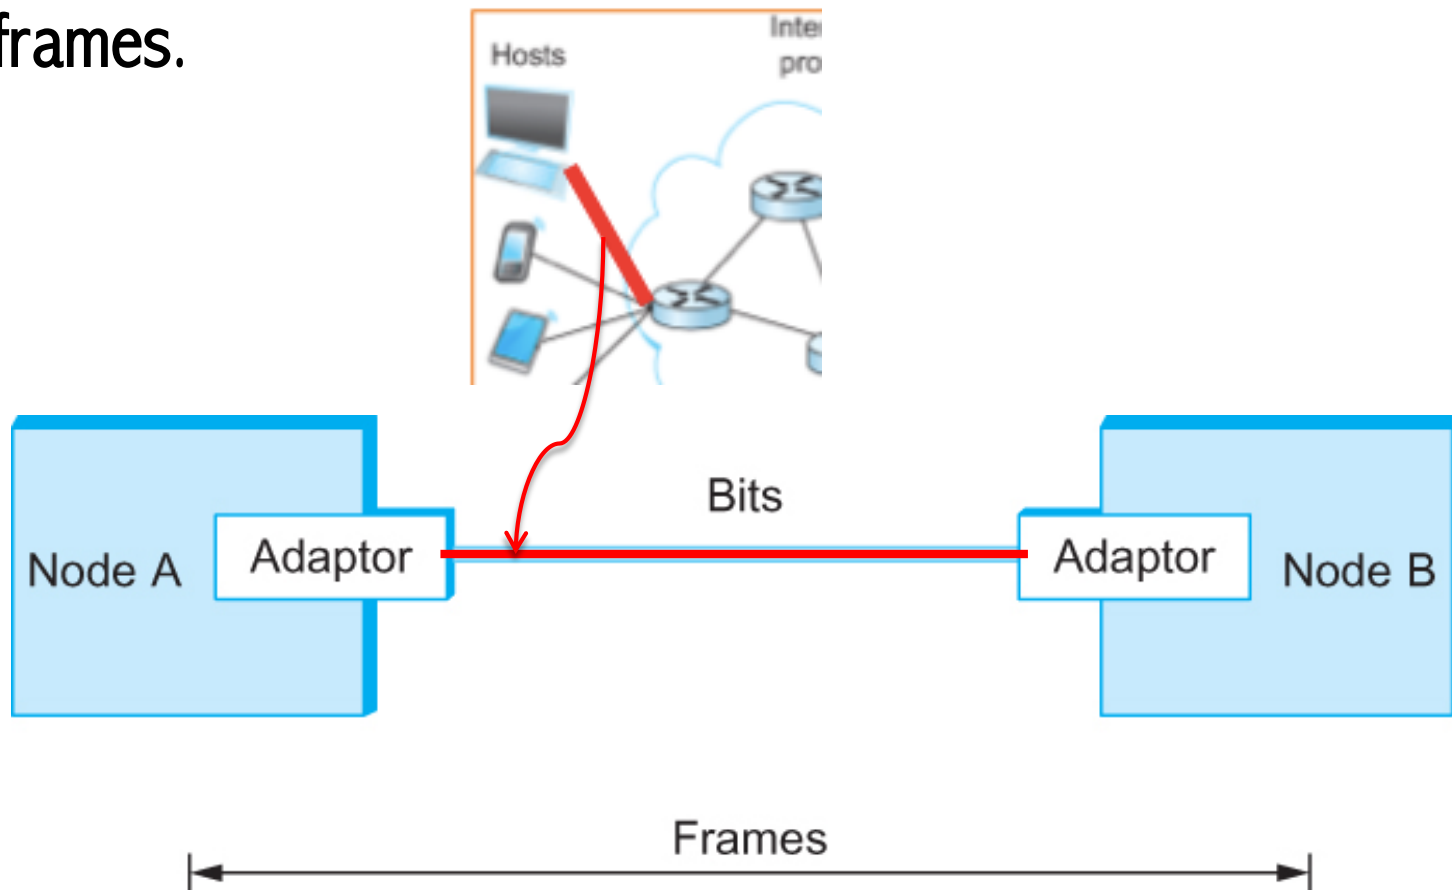 frames.
Hosts
Bits
Node A
Adaptor
Adaptor
Node B
Frames